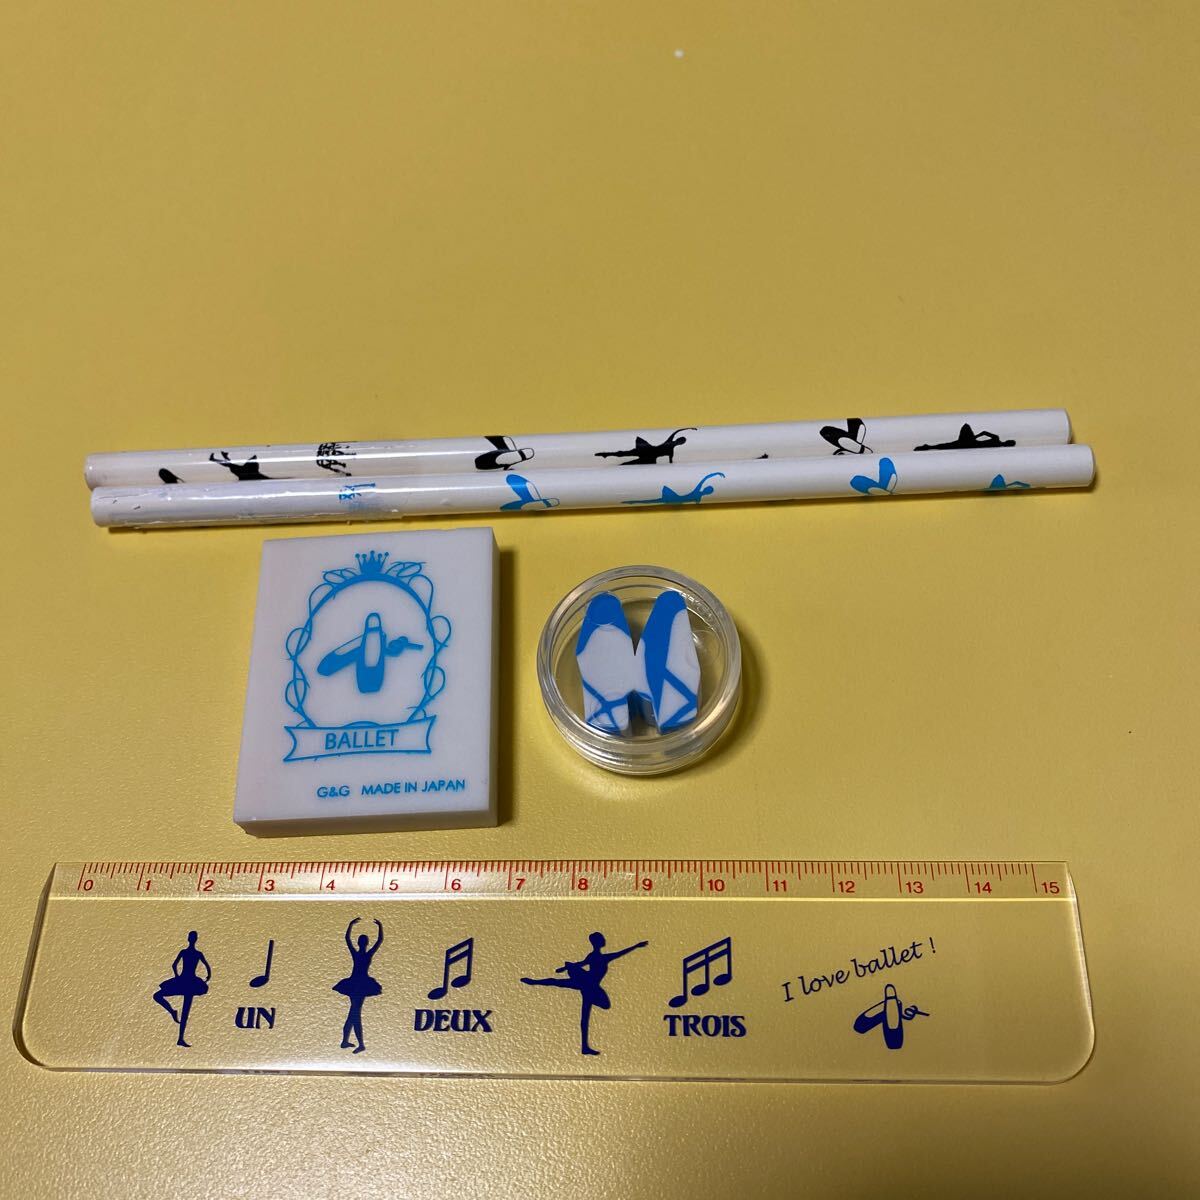 BALLET
G&G MADE IN JAPAN
0 1 2 3 4 5 6 7 8 9 10 11 12 13 14 15
UN DEUX TROIS
I love ballet !